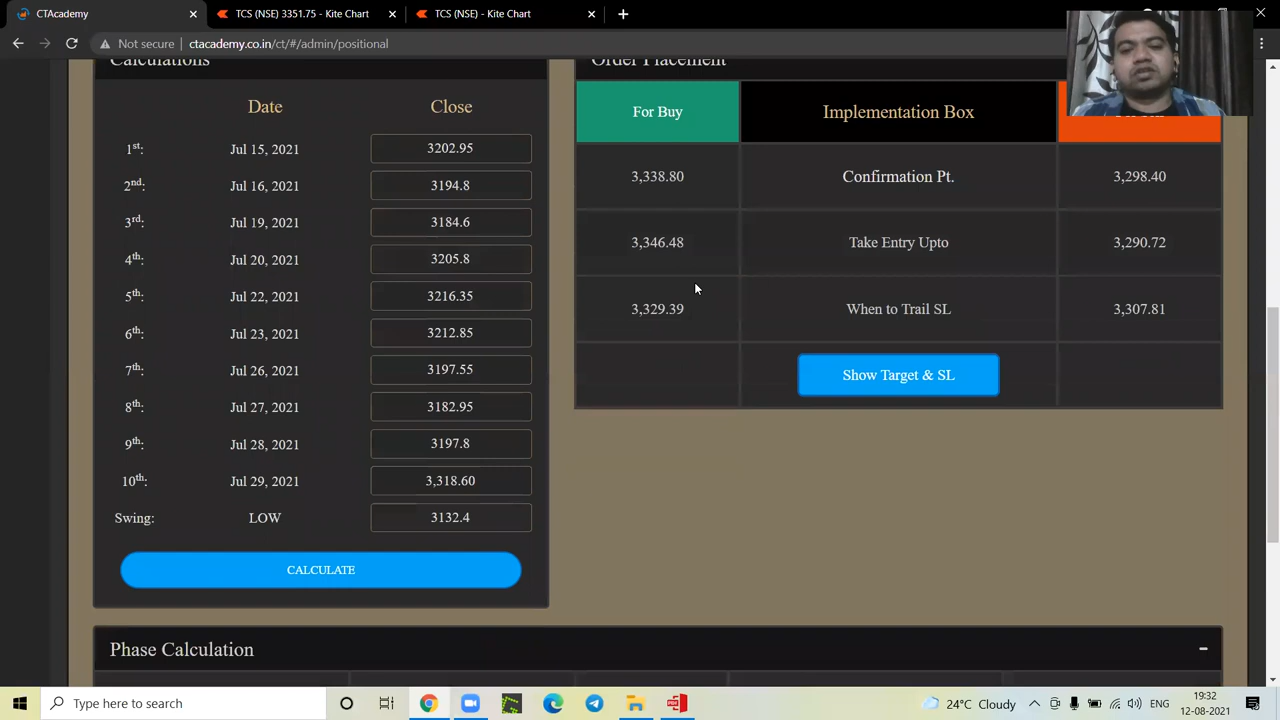 CTAcademy
TCS (NSE) 3351.75 - Kite Chart
TCS (NSE) - Kite Chart
Not secure
ctacademy.co.in/ct/#/admin/positional
Calculations
Date Close
1st: Jul 15, 2021 3202.95
2nd: Jul 16, 2021 3194.8
3rd: Jul 19, 2021 3184.6
4th: Jul 20, 2021 3205.8
5th: Jul 22, 2021 3216.35
6th: Jul 23, 2021 3212.85
7th: Jul 26, 2021 3197.55
8th: Jul 27, 2021 3182.95
9th: Jul 28, 2021 3197.8
10th: Jul 29, 2021 3,318.60
Swing: LOW 3132.4
CALCULATE
Order Placement
For Buy Implementation Box
3,338.80 Confirmation Pt. 3,298.40
3,346.48 Take Entry Upto 3,290.72
3,329.39 When to Trail SL 3,307.81
Show Target & SL
Phase Calculation
Type here to search
24°C Cloudy
19:32
12-08-2021